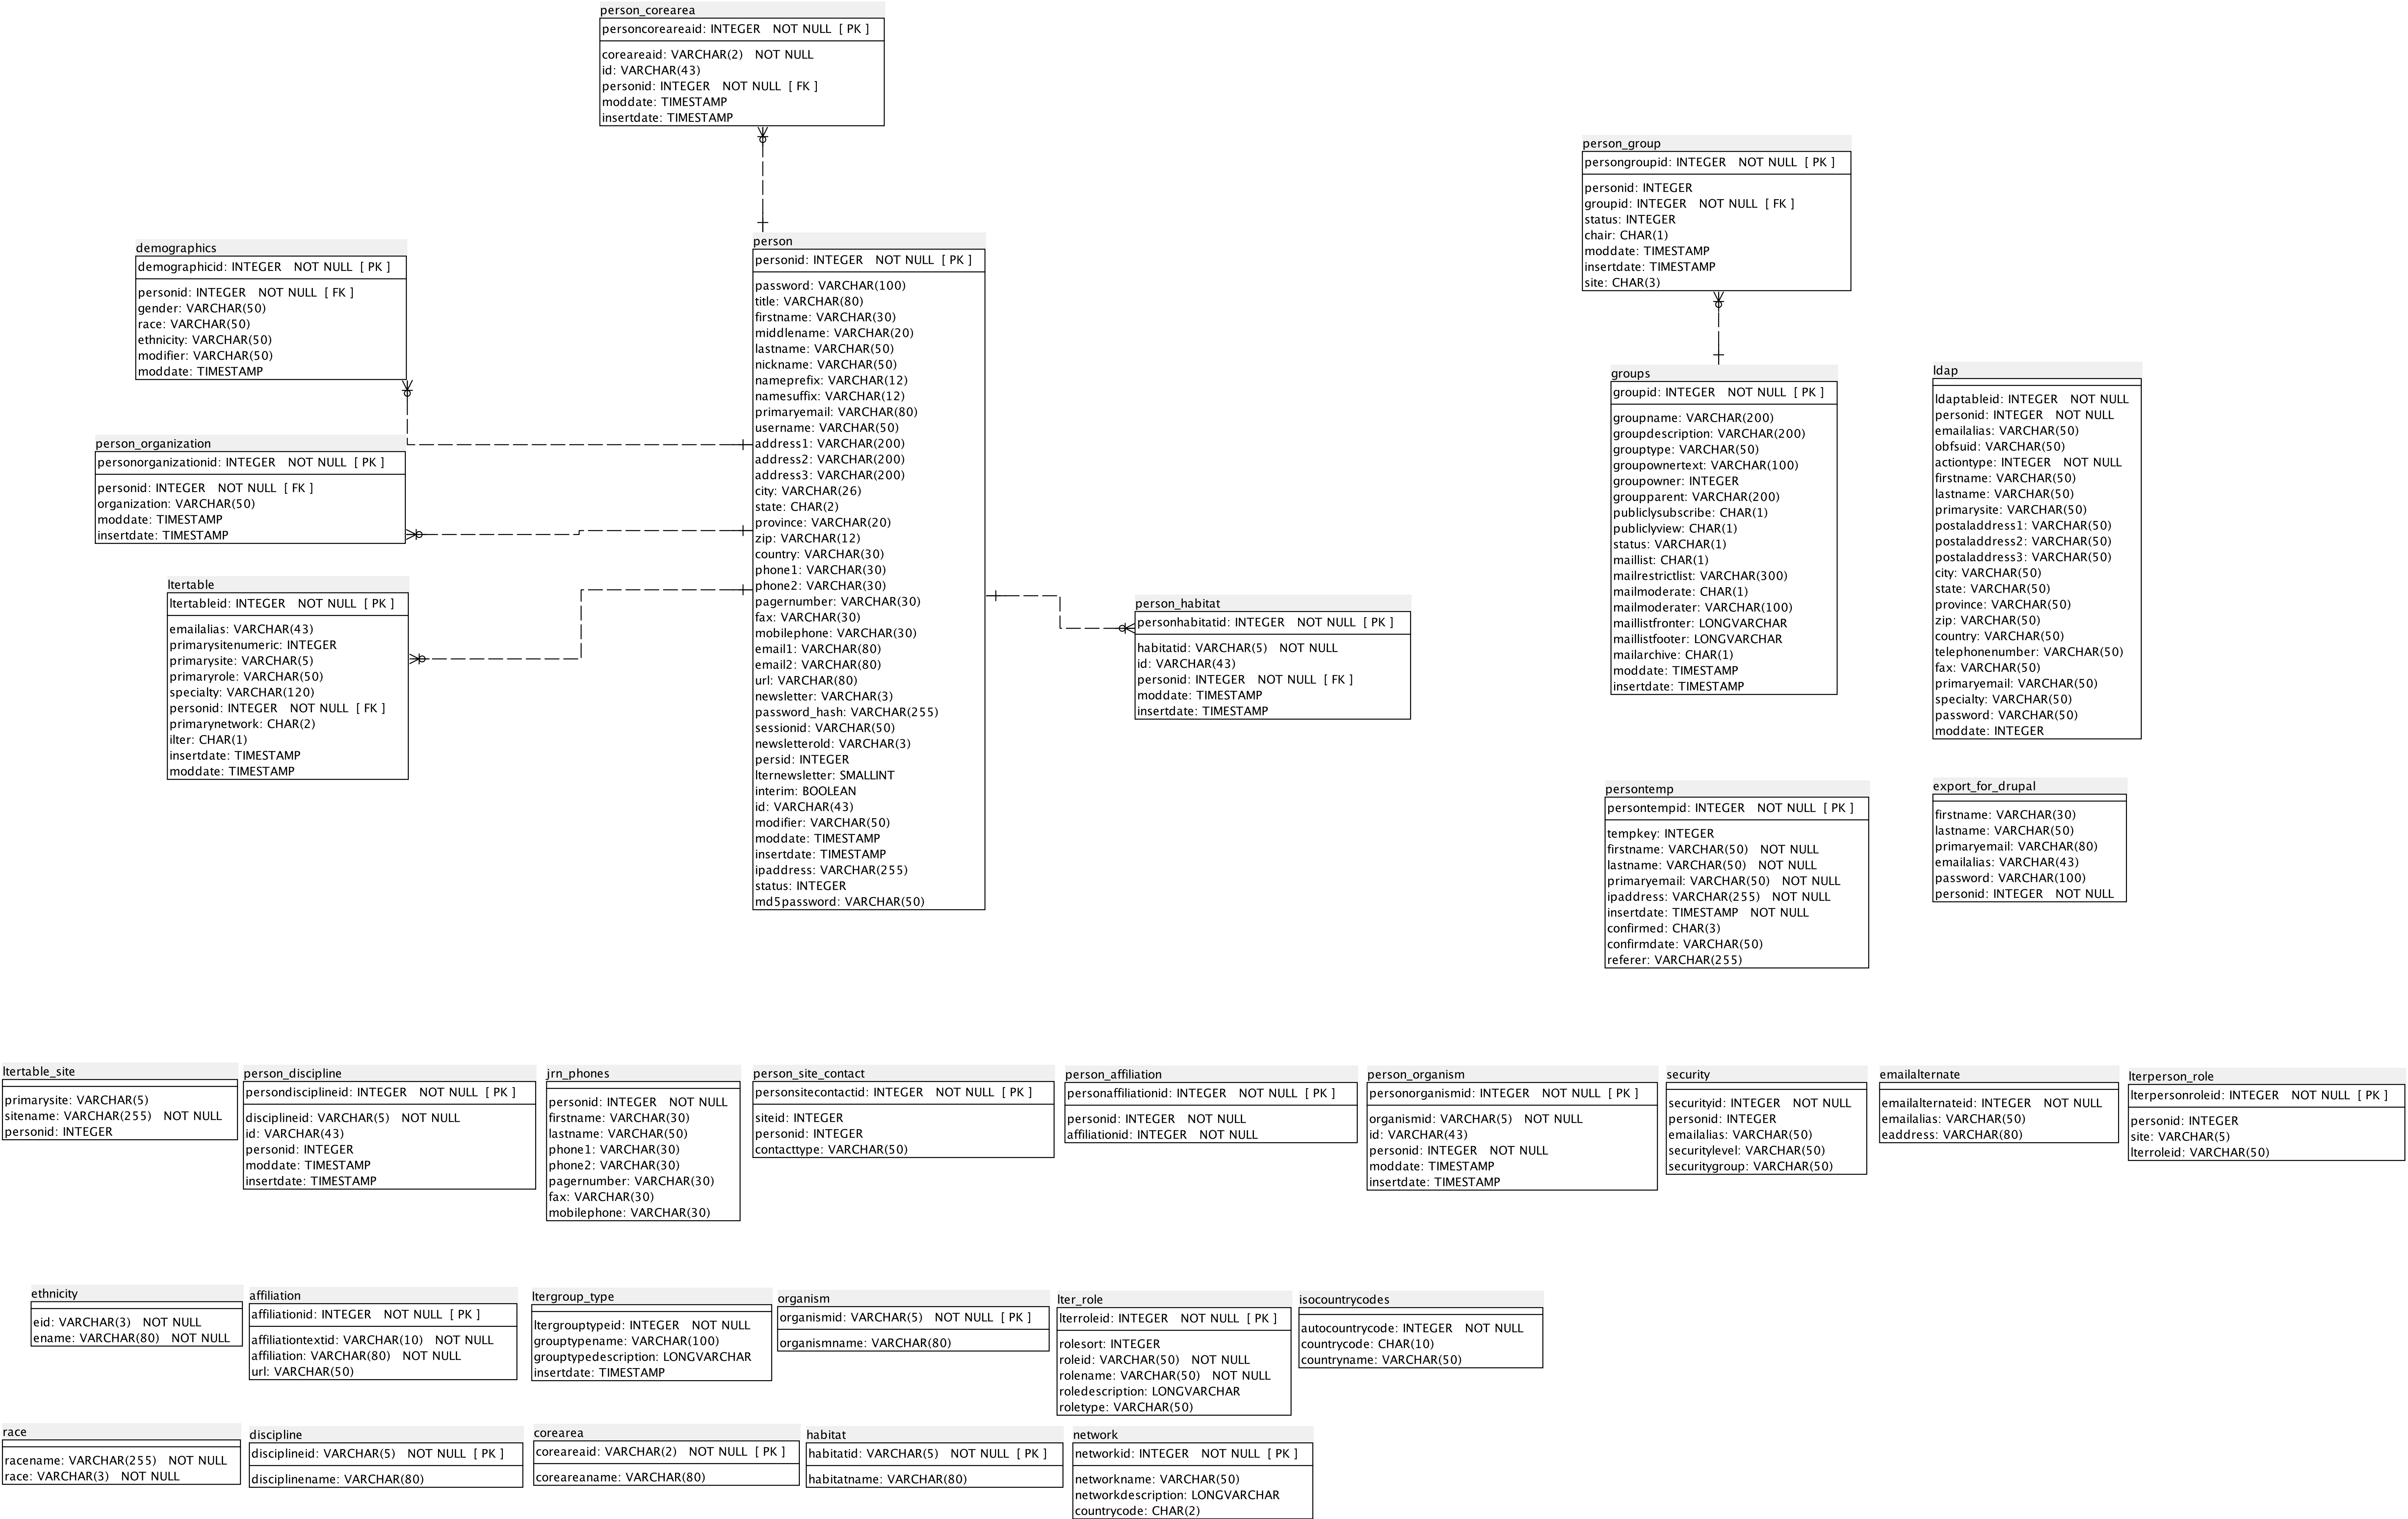 person_corearea
personcoreareaid: INTEGER NOT NULL [ PK ]
coreareaid: VARCHAR(2) NOT NULL
id: VARCHAR(43)
personid: INTEGER NOT NULL [ FK ]
moddate: TIMESTAMP
insertdate: TIMESTAMP
person_group
persongroupid: INTEGER NOT NULL [ PK ]
personid: INTEGER
groupid: INTEGER NOT NULL [ FK ]
status: INTEGER
chair: CHAR(1)
moddate: TIMESTAMP
insertdate: TIMESTAMP
site: CHAR(3)
demographics
demographicid: INTEGER NOT NULL [ PK ]
personid: INTEGER NOT NULL [ FK ]
gender: VARCHAR(50)
race: VARCHAR(50)
ethnicity: VARCHAR(50)
modifier: VARCHAR(50)
moddate: TIMESTAMP
person_organization
personorganizationid: INTEGER NOT NULL [ PK ]
personid: INTEGER NOT NULL [ FK ]
organization: VARCHAR(50)
moddate: TIMESTAMP
insertdate: TIMESTAMP
ltertable
ltertableid: INTEGER NOT NULL [ PK ]
emailalias: VARCHAR(43)
primarysitenumeric: INTEGER
primarysite: VARCHAR(5)
primaryrole: VARCHAR(50)
specialty: VARCHAR(120)
personid: INTEGER NOT NULL [ FK ]
primarynetwork: CHAR(2)
ilter: CHAR(1)
insertdate: TIMESTAMP
moddate: TIMESTAMP
person
personid: INTEGER NOT NULL [ PK ]
password: VARCHAR(100)
title: VARCHAR(80)
firstname: VARCHAR(30)
middlename: VARCHAR(20)
lastname: VARCHAR(50)
nickname: VARCHAR(50)
nameprefix: VARCHAR(12)
namesuffix: VARCHAR(12)
primaryemail: VARCHAR(80)
username: VARCHAR(50)
address1: VARCHAR(200)
address2: VARCHAR(200)
address3: VARCHAR(200)
city: VARCHAR(26)
state: CHAR(2)
province: VARCHAR(20)
zip: VARCHAR(12)
country: VARCHAR(30)
phone1: VARCHAR(30)
phone2: VARCHAR(30)
pagernumber: VARCHAR(30)
fax: VARCHAR(30)
mobilephone: VARCHAR(30)
email1: VARCHAR(80)
email2: VARCHAR(80)
url: VARCHAR(80)
newsletter: VARCHAR(3)
password_hash: VARCHAR(255)
sessionid: VARCHAR(50)
newsletterold: VARCHAR(3)
persid: INTEGER
lternewsletter: SMALLINT
interim: BOOLEAN
id: VARCHAR(43)
modifier: VARCHAR(50)
moddate: TIMESTAMP
insertdate: TIMESTAMP
ipaddress: VARCHAR(255)
status: INTEGER
md5password: VARCHAR(50)
person_habitat
personhabitatid: INTEGER NOT NULL [ PK ]
habitatid: VARCHAR(5) NOT NULL
id: VARCHAR(43)
personid: INTEGER NOT NULL [ FK ]
moddate: TIMESTAMP
insertdate: TIMESTAMP
groups
groupid: INTEGER NOT NULL [ PK ]
groupname: VARCHAR(200)
groupdescription: VARCHAR(200)
grouptype: VARCHAR(50)
groupownertext: VARCHAR(100)
groupowner: INTEGER
groupparent: VARCHAR(200)
publiclysubscribe: CHAR(1)
publiclyview: CHAR(1)
status: VARCHAR(1)
maillist: CHAR(1)
mailrestrictlist: VARCHAR(300)
mailmoderate: CHAR(1)
mailmoderater: VARCHAR(100)
maillistfronter: LONGVARCHAR
maillistfooter: LONGVARCHAR
mailarchive: CHAR(1)
moddate: TIMESTAMP
insertdate: TIMESTAMP
ldap
ldaptableid: INTEGER NOT NULL
personid: INTEGER NOT NULL
emailalias: VARCHAR(50)
obfsuid: VARCHAR(50)
actiontype: INTEGER NOT NULL
firstname: VARCHAR(50)
lastname: VARCHAR(50)
primarysite: VARCHAR(50)
postaladdress1: VARCHAR(50)
postaladdress2: VARCHAR(50)
postaladdress3: VARCHAR(50)
city: VARCHAR(50)
state: VARCHAR(50)
province: VARCHAR(50)
zip: VARCHAR(50)
country: VARCHAR(50)
telephonenumber: VARCHAR(50)
fax: VARCHAR(50)
primaryemail: VARCHAR(50)
specialty: VARCHAR(50)
password: VARCHAR(50)
moddate: INTEGER
persontemp
persontempid: INTEGER NOT NULL [ PK ]
tempkey: INTEGER
firstname: VARCHAR(50) NOT NULL
lastname: VARCHAR(50) NOT NULL
primaryemail: VARCHAR(50) NOT NULL
ipaddress: VARCHAR(255) NOT NULL
insertdate: TIMESTAMP NOT NULL
confirmed: CHAR(3)
confirmdate: VARCHAR(50)
referer: VARCHAR(255)
export_for_drupal
firstname: VARCHAR(30)
lastname: VARCHAR(50)
primaryemail: VARCHAR(80)
emailalias: VARCHAR(43)
password: VARCHAR(100)
personid: INTEGER NOT NULL
ltertable_site
primarysite: VARCHAR(5)
sitename: VARCHAR(255) NOT NULL
personid: INTEGER
person_discipline
persondisciplineid: INTEGER NOT NULL [ PK ]
disciplineid: VARCHAR(5) NOT NULL
id: VARCHAR(43)
personid: INTEGER
moddate: TIMESTAMP
insertdate: TIMESTAMP
jrn_phones
personid: INTEGER NOT NULL
firstname: VARCHAR(30)
lastname: VARCHAR(50)
phone1: VARCHAR(30)
phone2: VARCHAR(30)
pagernumber: VARCHAR(30)
fax: VARCHAR(30)
mobilephone: VARCHAR(30)
person_site_contact
personsitecontactid: INTEGER NOT NULL [ PK ]
siteid: INTEGER
personid: INTEGER
contacttype: VARCHAR(50)
person_affiliation
personaffiliationid: INTEGER NOT NULL [ PK ]
personid: INTEGER NOT NULL
affiliationid: INTEGER NOT NULL
person_organism
personorganismid: INTEGER NOT NULL [ PK ]
organismid: VARCHAR(5) NOT NULL
id: VARCHAR(43)
personid: INTEGER NOT NULL
moddate: TIMESTAMP
insertdate: TIMESTAMP
security
securityid: INTEGER NOT NULL
personid: INTEGER
emailalias: VARCHAR(50)
securitylevel: VARCHAR(50)
securitygroup: VARCHAR(50)
emailalternate
emailalternateid: INTEGER NOT NULL
emailalias: VARCHAR(50)
eaddress: VARCHAR(80)
lterperson_role
lterpersonroleid: INTEGER NOT NULL [ PK ]
personid: INTEGER
site: VARCHAR(5)
lterroleid: VARCHAR(50)
ethnicity
eid: VARCHAR(3) NOT NULL
ename: VARCHAR(80) NOT NULL
affiliation
affiliationid: INTEGER NOT NULL [ PK ]
affiliationtextid: VARCHAR(10) NOT NULL
affiliation: VARCHAR(80) NOT NULL
url: VARCHAR(50)
ltergroup_type
ltergrouptypeid: INTEGER NOT NULL
grouptypename: VARCHAR(100)
grouptypedescription: LONGVARCHAR
insertdate: TIMESTAMP
organism
organismid: VARCHAR(5) NOT NULL [ PK ]
organismname: VARCHAR(80)
lter_role
lterroleid: INTEGER NOT NULL [ PK ]
rolesort: INTEGER
roleid: VARCHAR(50) NOT NULL
rolename: VARCHAR(50) NOT NULL
roledescription: LONGVARCHAR
roletype: VARCHAR(50)
isocountrycodes
autocountrycode: INTEGER NOT NULL
countrycode: CHAR(10)
countryname: VARCHAR(50)
race
racename: VARCHAR(255) NOT NULL
race: VARCHAR(3) NOT NULL
discipline
disciplineid: VARCHAR(5) NOT NULL [ PK ]
disciplinename: VARCHAR(80)
corearea
coreareaid: VARCHAR(2) NOT NULL [ PK ]
coreareaname: VARCHAR(80)
habitat
habitatid: VARCHAR(5) NOT NULL [ PK ]
habitatname: VARCHAR(80)
network
networkid: INTEGER NOT NULL [ PK ]
networkname: VARCHAR(50)
networkdescription: LONGVARCHAR
countrycode: CHAR(2)